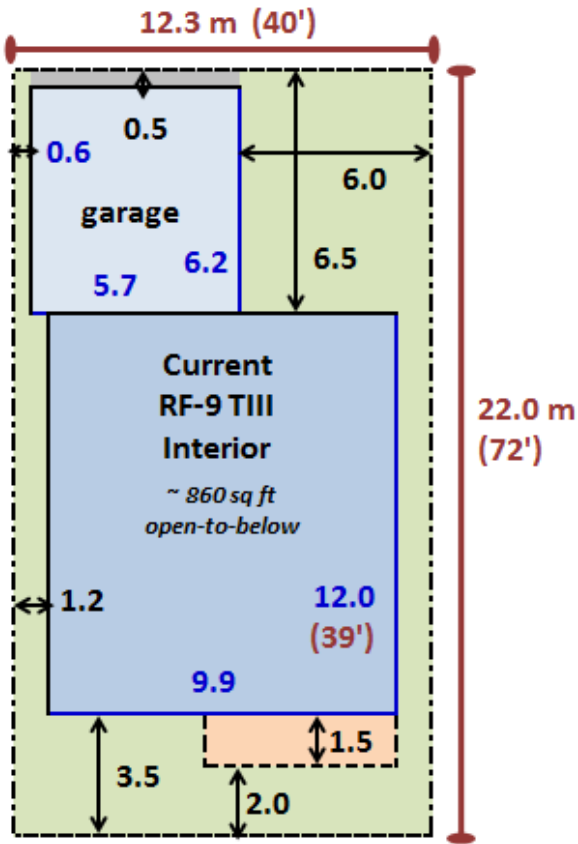 12.3 m (40')
0.5
0.6
6.0
garage
6.2
6.5
5.7
Current
RF-9 TIII
Interior
~ 860 sq ft
open-to-below
22.0 m
(72')
1.2
12.0
(39')
9.9
1.5
3.5
2.0